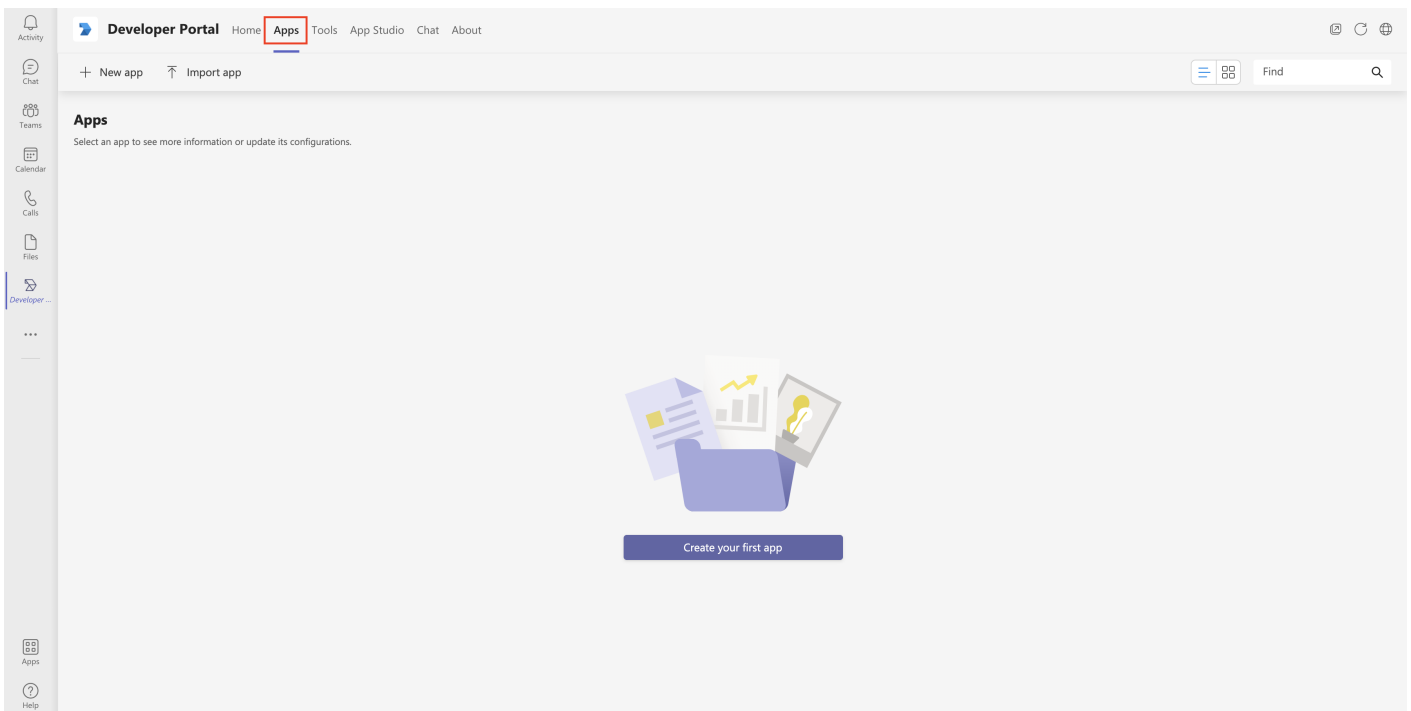 Activity
Chat
Teams
Calendar
Calls
Files
Developer ...
Apps
Help
Developer Portal Home Apps Tools App Studio Chat About
New app Import app Find
Apps
Select an app to see more information or update its configurations.
Create your first app